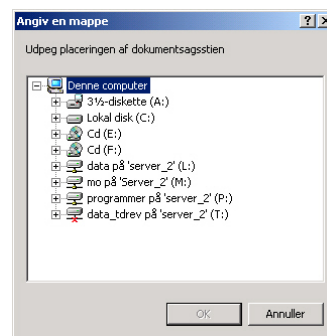 Angiv en mappe
Udpeg placeringen af dokumentsagsstien
Denne computer
3½-diskette (A:)
Lokal disk (C:)
Cd (E:)
Cd (F:)
data på 'server_2' (L:)
mo på 'Server_2' (M:)
programmer på 'server_2' (P:)
data_tdrev på 'server_2' (T:)
OK Annuller